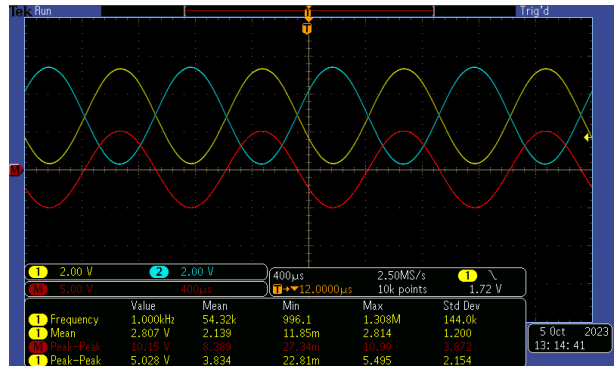 Tek Run Trig'd
T
T
M
1 2.00 V 2 2.00 V
M 5.00 V 400µs
400µs 2.50MS/s 1 \
T→▼12.0000µs 10k points 1.72 V
Value Mean Min Max Std Dev
1 Frequency 1.000kHz 54.32k 996.1 1.308M 144.0k
1 Mean 2.807 V 2.139 11.85m 2.814 1.200
M Peak-Peak 10.15 V 8.389 27.34m 10.99 3.872
1 Peak-Peak 5.028 V 3.834 22.81m 5.495 2.154
5 Oct 2023
13:14:41